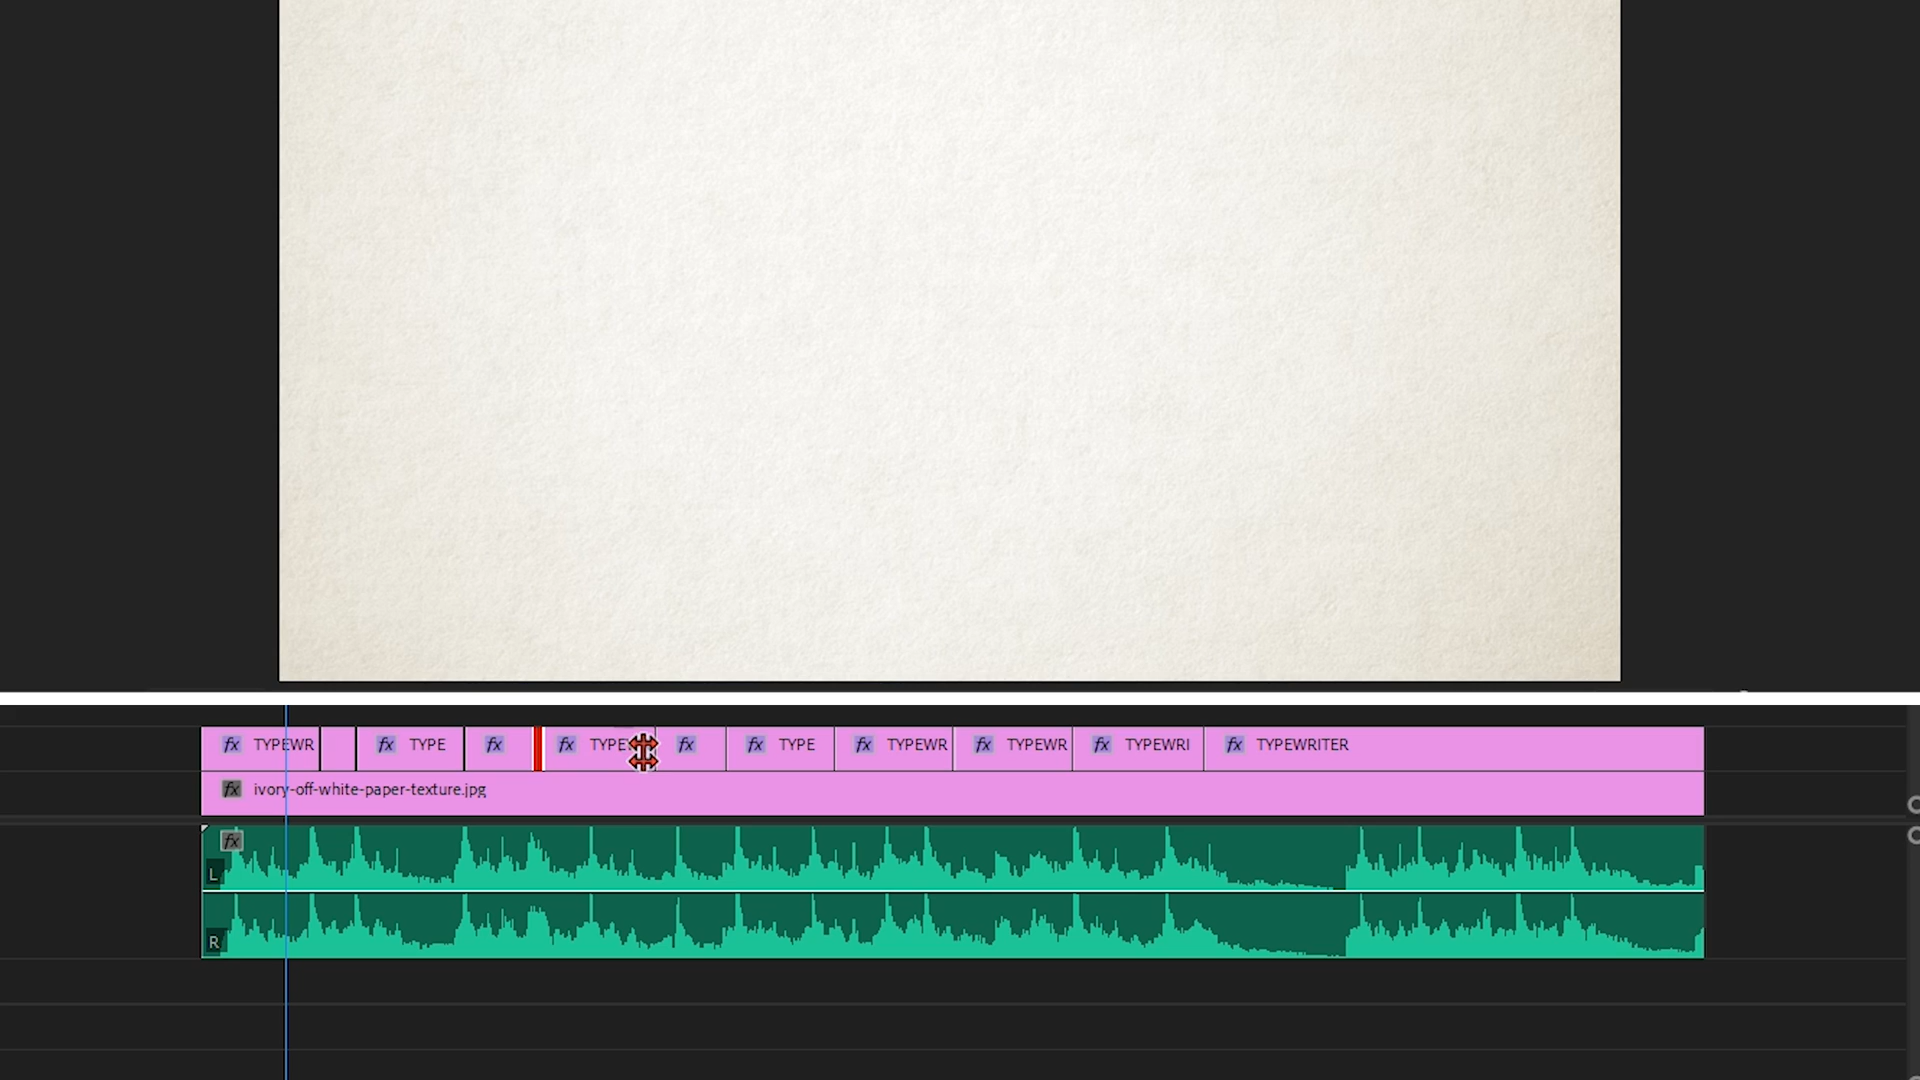 fx TYPEWR fx TYPE fx fx TYPE fx fx TYPE fx TYPEWR fx TYPEWR fx TYPEWRI fx TYPEWRITER
fx ivory-off-white-paper-texture.jpg
fx
L
R